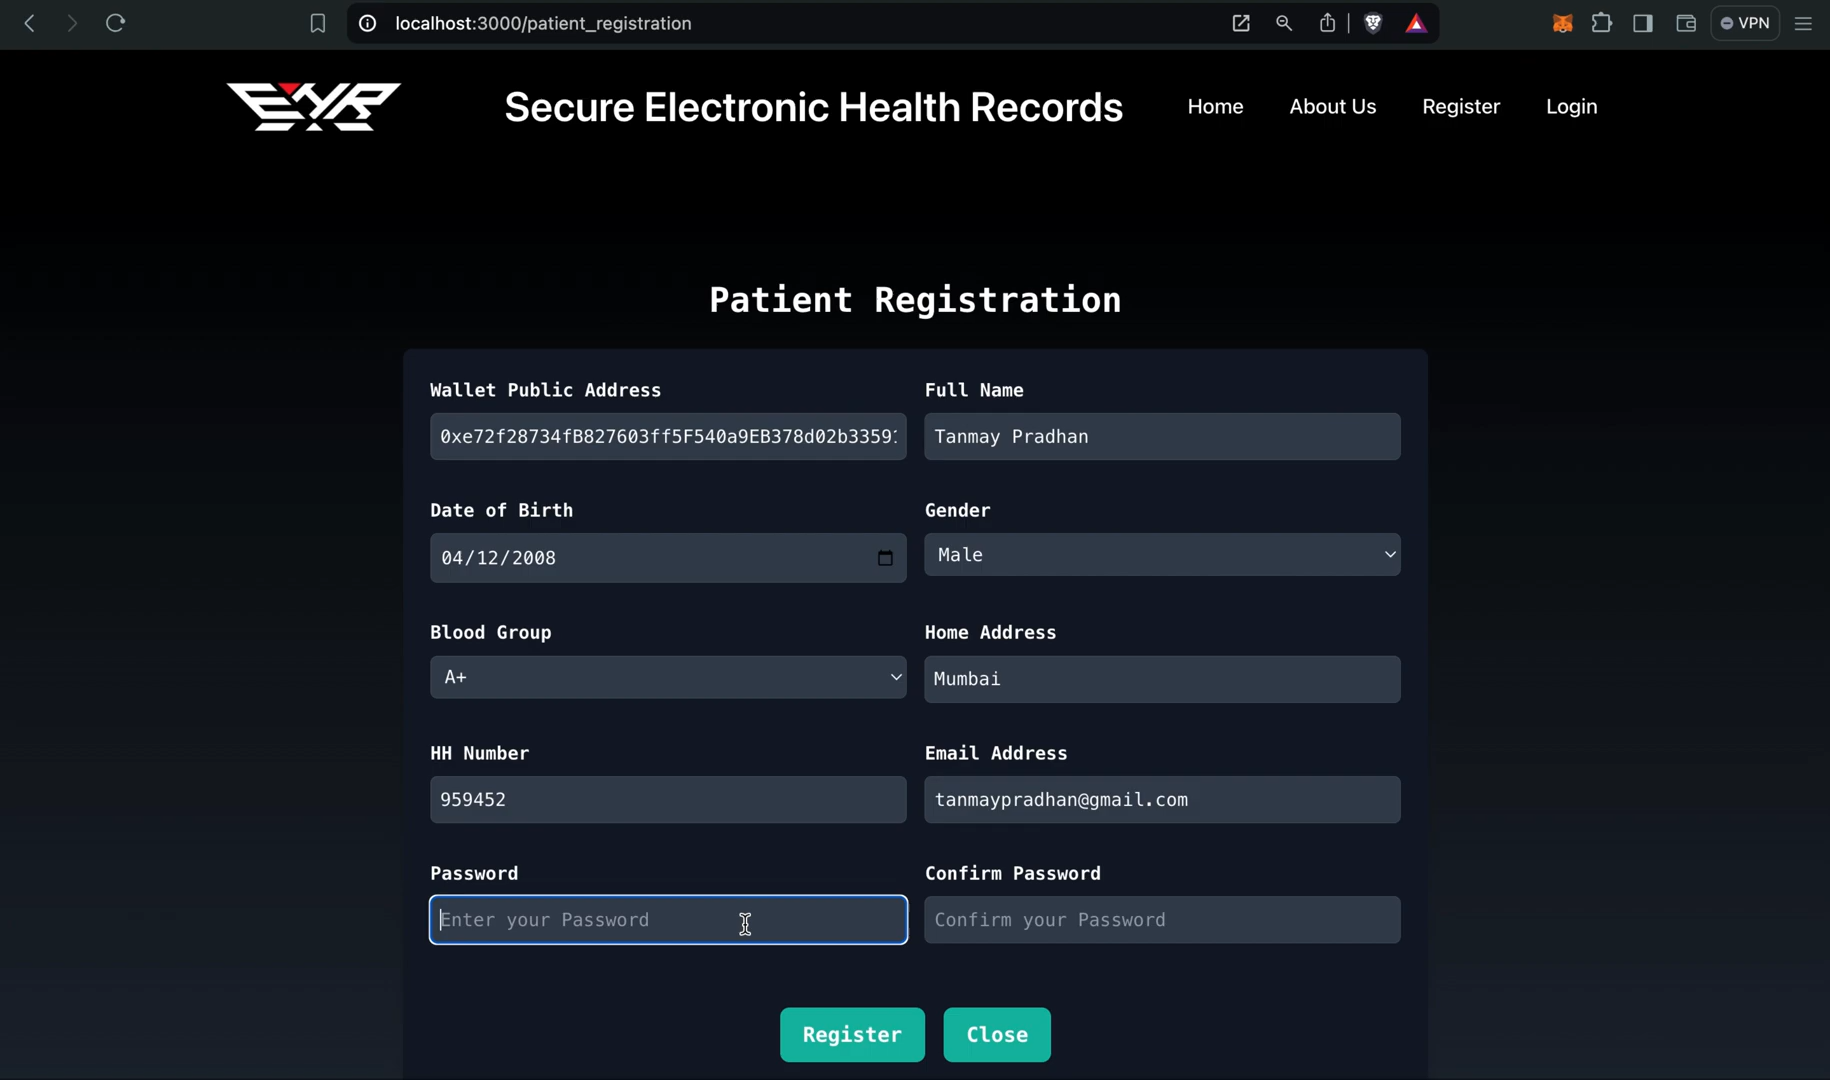 localhost:3000/patient_registration
VPN
EYR
Secure Electronic Health Records
Home
About Us
Register
Login
Patient Registration
Wallet Public Address
Full Name
0xe72f28734fB827603ff5F540a9EB378d02b33591
Tanmay Pradhan
Date of Birth
Gender
04/12/2008
Male
Blood Group
Home Address
A+
Mumbai
HH Number
Email Address
959452
tanmaypradhan@gmail.com
Password
Confirm Password
Enter your Password
Confirm your Password
Register
Close